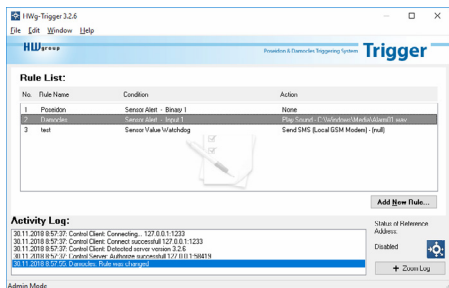 HWg-Trigger 3.2.6
File Edit Window Help
HWgroup
Poseidon & Damocles Triggering System Trigger
Rule List:
No. Rule Name Condition Action
1 Poseidon Sensor Alert - Binary 1 None
2 Damocles Sensor Alert - Input 1 Play Sound - C:\Windows\Media\Alarm01.wav
3 test Sensor Value Watchdog Send SMS (Local GSM Modem) - (null)
Add New Rule...
Activity Log:
Status of Reference
Address:
30.11.2018 8:57:37: Control Client: Connecting... 127.0.0.1:1233
30.11.2018 8:57:37: Control Client: Connect successfull 127.0.0.1:1233
30.11.2018 8:57:37: Control Client: Detected server version 3.2.6
30.11.2018 8:57:37: Control Server: Authorize successfull 127.0.0.1:58419
30.11.2018 8:57:55: Damocles: Rule was changed
Disabled
+ Zoom Log
Admin Mode